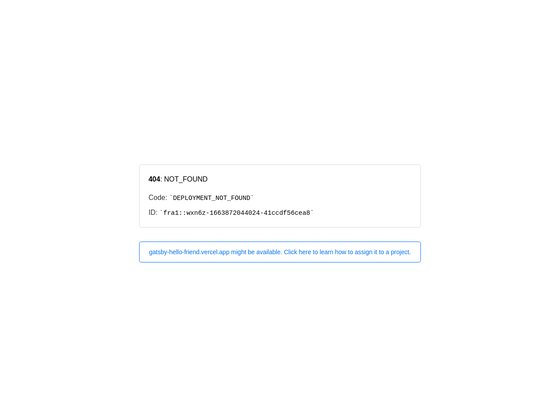 404: NOT_FOUND
Code: `DEPLOYMENT_NOT_FOUND`
ID: `fra1::wxn6z-1663872044024-41ccdf56cea8`
gatsby-hello-friend.vercel.app might be available. Click here to learn how to assign it to a project.